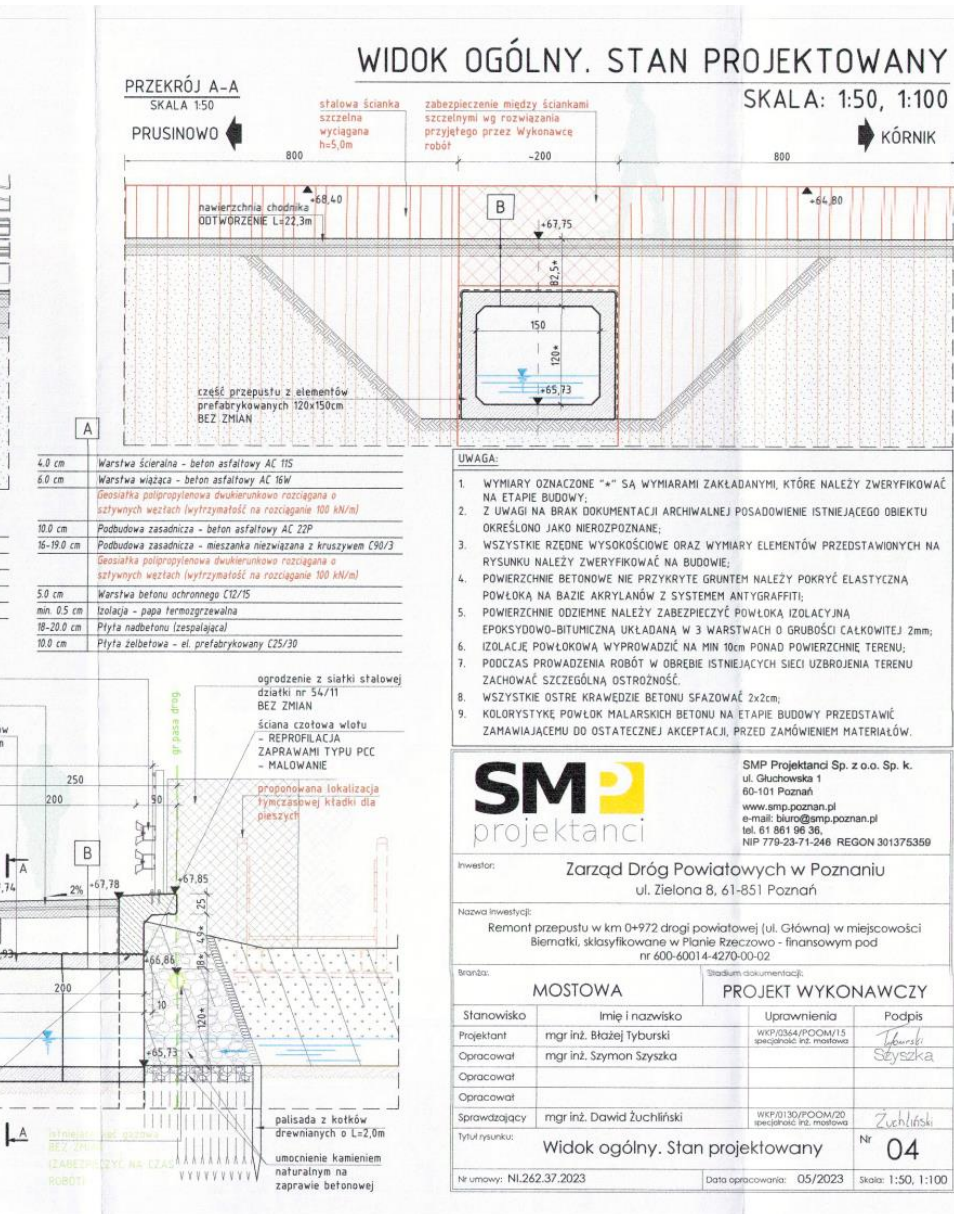 WIDOK OGÓLNY. STAN PROJEKTOWANY
SKALA: 1:50, 1:100
PRZEKRÓJ A-A
SKALA 1:50
PRUSINOWO
KÓRNIK
stalowa ścianka
szczelna
wyciągana
h=5,0m
zabezpieczenie między ściankami
szczelnymi wg rozwiązania
przyjętego przez Wykonawcę
robót
800
~200
800
+68,40
+64,80
nawierzchnia chodnika
ODTWORZENIE L=22,3m
B
+67,75
82,5*
150
120*
+65,73
część przepustu z elementów
prefabrykowanych 120x150cm
BEZ ZMIAN
A
4.0 cm Warstwa ścieralna - beton asfaltowy AC 11S
6.0 cm Warstwa wiążąca - beton asfaltowy AC 16W
Geosiatka polipropylenowa dwukierunkowo rozciągana o
sztywnych węzłach (wytrzymałość na rozciąganie 100 kN/m)
10.0 cm Podbudowa zasadnicza - beton asfaltowy AC 22P
16-19.0 cm Podbudowa zasadnicza - mieszanka niezwiązana z kruszywem C90/3
Geosiatka polipropylenowa dwukierunkowo rozciągana o
sztywnych węzłach (wytrzymałość na rozciąganie 100 kN/m)
5.0 cm Warstwa betonu ochronnego C12/15
min. 0.5 cm Izolacja - papa termozgrzewalna
18-20.0 cm Płyta nadbetonu (zespalająca)
10.0 cm Płyta żelbetowa - el. prefabrykowany C25/30
UWAGA:
1. WYMIARY OZNACZONE "*" SĄ WYMIARAMI ZAKŁADANYMI, KTÓRE NALEŻY ZWERYFIKOWAĆ
NA ETAPIE BUDOWY;
2. Z UWAGI NA BRAK DOKUMENTACJI ARCHIWALNEJ POSADOWIENIE ISTNIEJĄCEGO OBIEKTU
OKREŚLONO JAKO NIEROZPOZNANE;
3. WSZYSTKIE RZĘDNE WYSOKOŚCIOWE ORAZ WYMIARY ELEMENTÓW PRZEDSTAWIONYCH NA
RYSUNKU NALEŻY ZWERYFIKOWAĆ NA BUDOWIE;
4. POWIERZCHNIE BETONOWE NIE PRZYKRYTE GRUNTEM NALEŻY POKRYĆ ELASTYCZNĄ
POWŁOKĄ NA BAZIE AKRYLANÓW Z SYSTEMEM ANTYGRAFFITI;
5. POWIERZCHNIE ODZIEMNE NALEŻY ZABEZPIECZYĆ POWŁOKĄ IZOLACYJNĄ
EPOKSYDOWO-BITUMICZNĄ UKŁADANĄ W 3 WARSTWACH O GRUBOŚCI CAŁKOWITEJ 2mm;
6. IZOLACJĘ POWŁOKOWĄ WYPROWADZIĆ NA MIN 10cm PONAD POWIERZCHNIĘ TERENU;
7. PODCZAS PROWADZENIA ROBÓT W OBRĘBIE ISTNIEJĄCYCH SIECI UZBROJENIA TERENU
ZACHOWAĆ SZCZEGÓLNĄ OSTROŻNOŚĆ.
8. WSZYSTKIE OSTRE KRAWĘDZIE BETONU SFAZOWAĆ 2x2cm;
9. KOLORYSTYKĘ POWŁOK MALARSKICH BETONU NA ETAPIE BUDOWY PRZEDSTAWIĆ
ZAMAWIAJĄCEMU DO OSTATECZNEJ AKCEPTACJI, PRZED ZAMÓWIENIEM MATERIAŁÓW.
gr.pasa drog.
ogrodzenie z siatki stalowej
działki nr 54/11
BEZ ZMIAN
ściana czołowa wlotu
- REPROFILACJA
ZAPRAWAMI TYPU PCC
- MALOWANIE
proponowana lokalizacja
tymczasowej kładki dla
pieszych
250
200
50
A
B
2%
+67,78
+67,85
25
49*
18*
+66,86
200
10
120*
+65,73
A
BEZ ZMIAN
(ZABEZPIECZYĆ NA CZAS
ROBÓT)
palisada z kołków
drewnianych o L=2,0m
umocnienie kamieniem
naturalnym na
zaprawie betonowej
SMP
projektanci
SMP Projektanci Sp. z o.o. Sp. k.
ul. Głuchowska 1
60-101 Poznań
www.smp.poznan.pl
e-mail: biuro@smp.poznan.pl
tel. 61 861 96 36,
NIP 779-23-71-246 REGON 301375359
Inwestor:
Zarząd Dróg Powiatowych w Poznaniu
ul. Zielona 8, 61-851 Poznań
Nazwa inwestycji:
Remont przepustu w km 0+972 drogi powiatowej (ul. Główna) w miejscowości
Biernatki, sklasyfikowane w Planie Rzeczowo - finansowym pod
nr 600-60014-4270-00-02
Branża: Stadium dokumentacji:
MOSTOWA PROJEKT WYKONAWCZY
Stanowisko Imię i nazwisko Uprawnienia Podpis
Projektant mgr inż. Błażej Tyburski WKP/0364/POOM/15 specjalność inż. mostowa Tyburski
Opracował mgr inż. Szymon Szyszka Szyszka
Opracował
Opracował
Sprawdzający mgr inż. Dawid Żuchliński WKP/0130/POOM/20 specjalność inż. mostowa Żuchliński
Tytuł rysunku:
Widok ogólny. Stan projektowany Nr 04
Nr umowy: NI.262.37.2023 Data opracowania: 05/2023 Skala: 1:50, 1:100